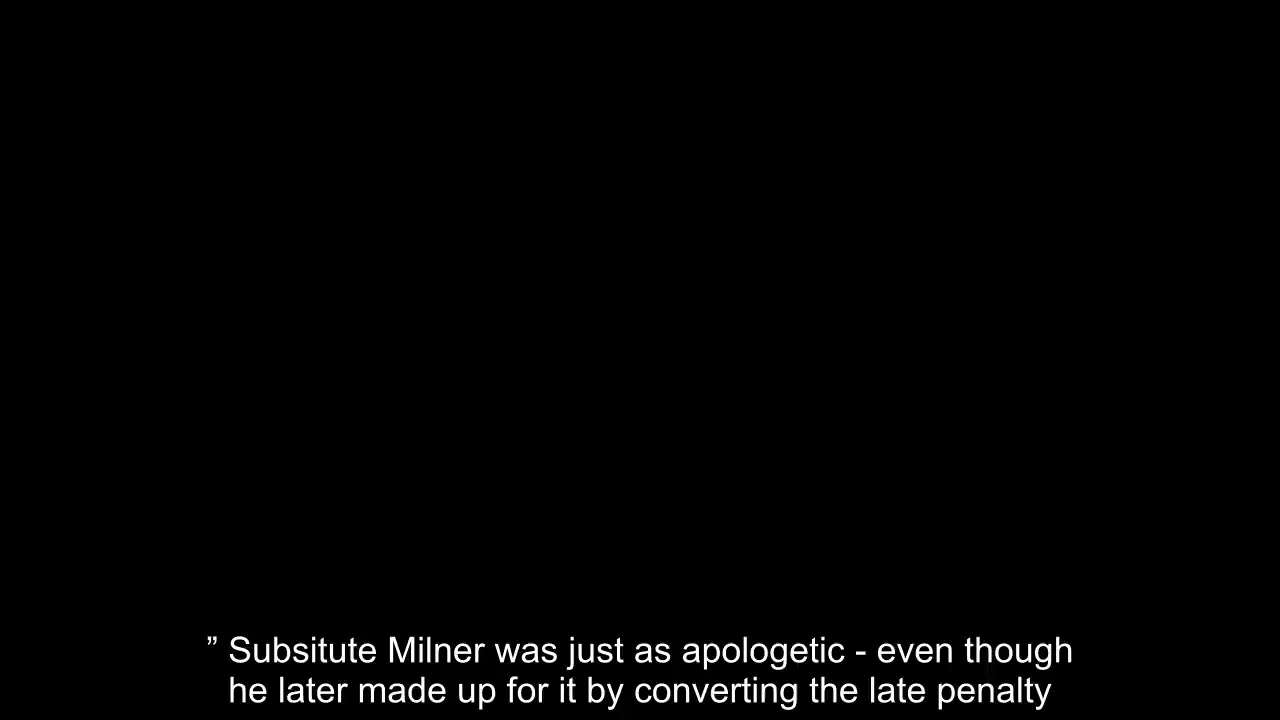 ” Subsitute Milner was just as apologetic - even though
he later made up for it by converting the late penalty